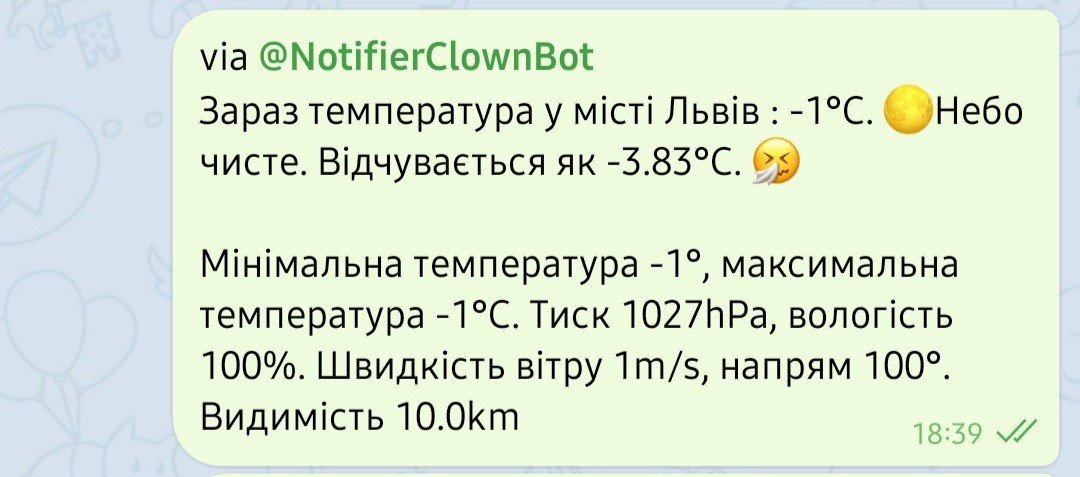 via @NotifierClownBot
Зараз температура у місті Львів : -1°C. 🌕Небо
чисте. Відчувається як -3.83°C. 🤧
Мінімальна температура -1°, максимальна
температура -1°C. Тиск 1027hPa, вологість
100%. Швидкість вітру 1m/s, напрям 100°.
Видимість 10.0km
18:39